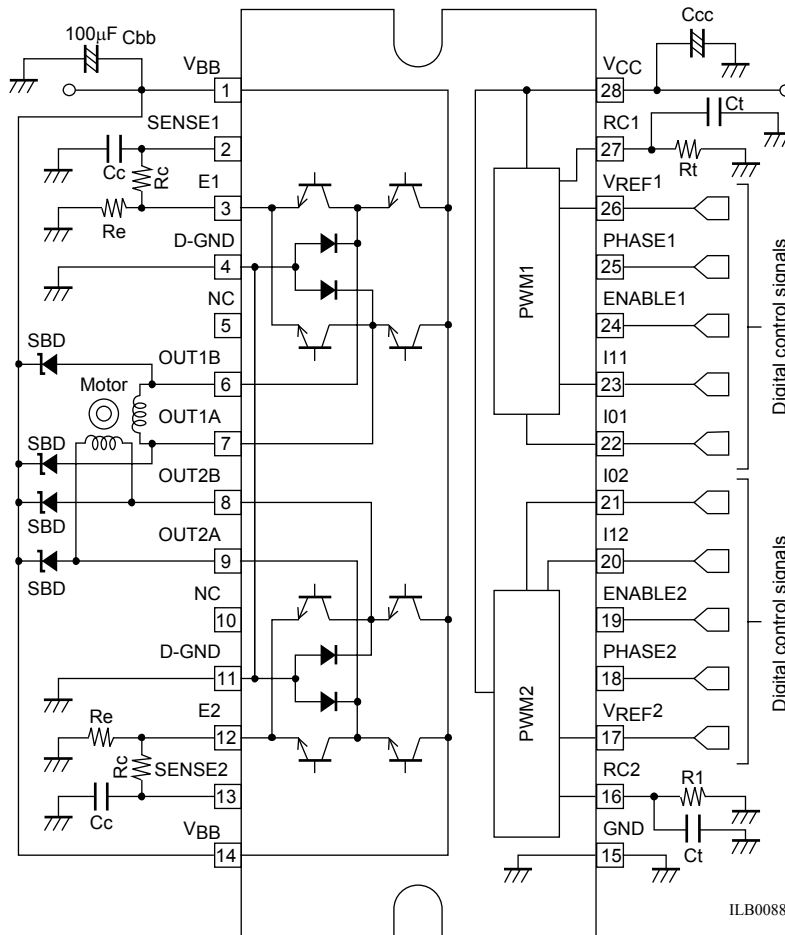 100μF Cbb
VBB
1
SENSE1
2
Cc
Rc
E1
3
Re
D-GND
4
NC
5
SBD
OUT1B
6
Motor
OUT1A
7
SBD
OUT2B
8
SBD
OUT2A
9
SBD
NC
10
D-GND
11
Re
E2
12
Rc
SENSE2
13
Cc
VBB
14
PWM1
PWM2
Ccc
VCC
28
Ct
RC1
27
Rt
VREF1
26
PHASE1
25
ENABLE1
24
I11
23
I01
22
Digital control signals
I02
21
I12
20
ENABLE2
19
PHASE2
18
VREF2
17
Digital control signals
RC2
16
R1
GND
15
Ct
ILB0088